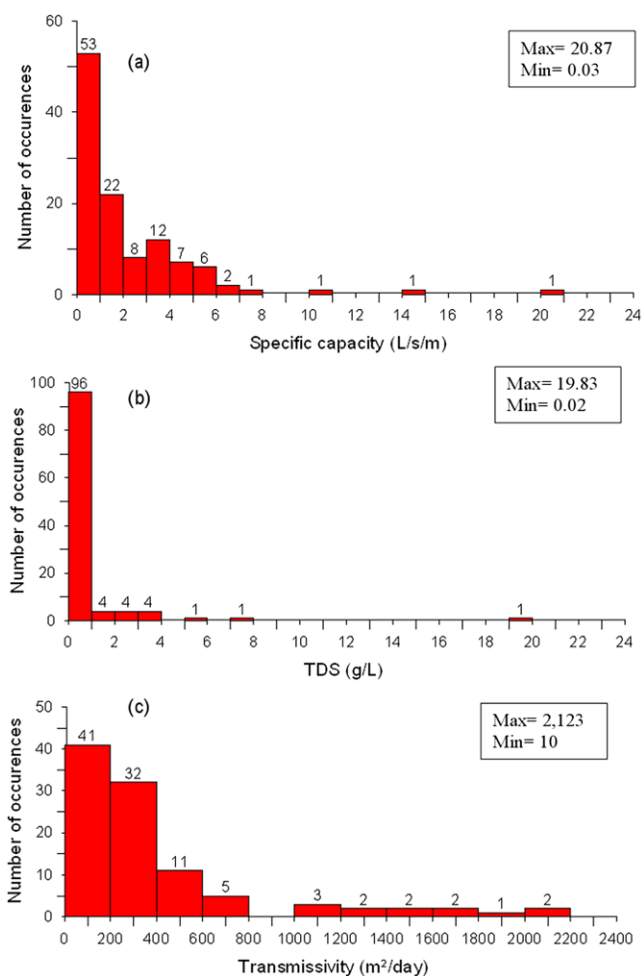 60
40
20
0
Number of occurences
53
22
8
12
7
6
2
1
1
1
1
(a)
Max= 20.87
Min= 0.03
0 2 4 6 8 10 12 14 16 18 20 22 24
Specific capacity (L/s/m)
100
80
60
40
20
0
Number of occurences
96
4
4
4
1
1
1
(b)
Max= 19.83
Min= 0.02
0 2 4 6 8 10 12 14 16 18 20 22 24
TDS (g/L)
50
40
30
20
10
0
Number of occurences
41
32
11
5
3
2
2
2
1
2
(c)
Max= 2,123
Min= 10
0 200 400 600 800 1000 1200 1400 1600 1800 2000 2200 2400
Transmissivity (m²/day)